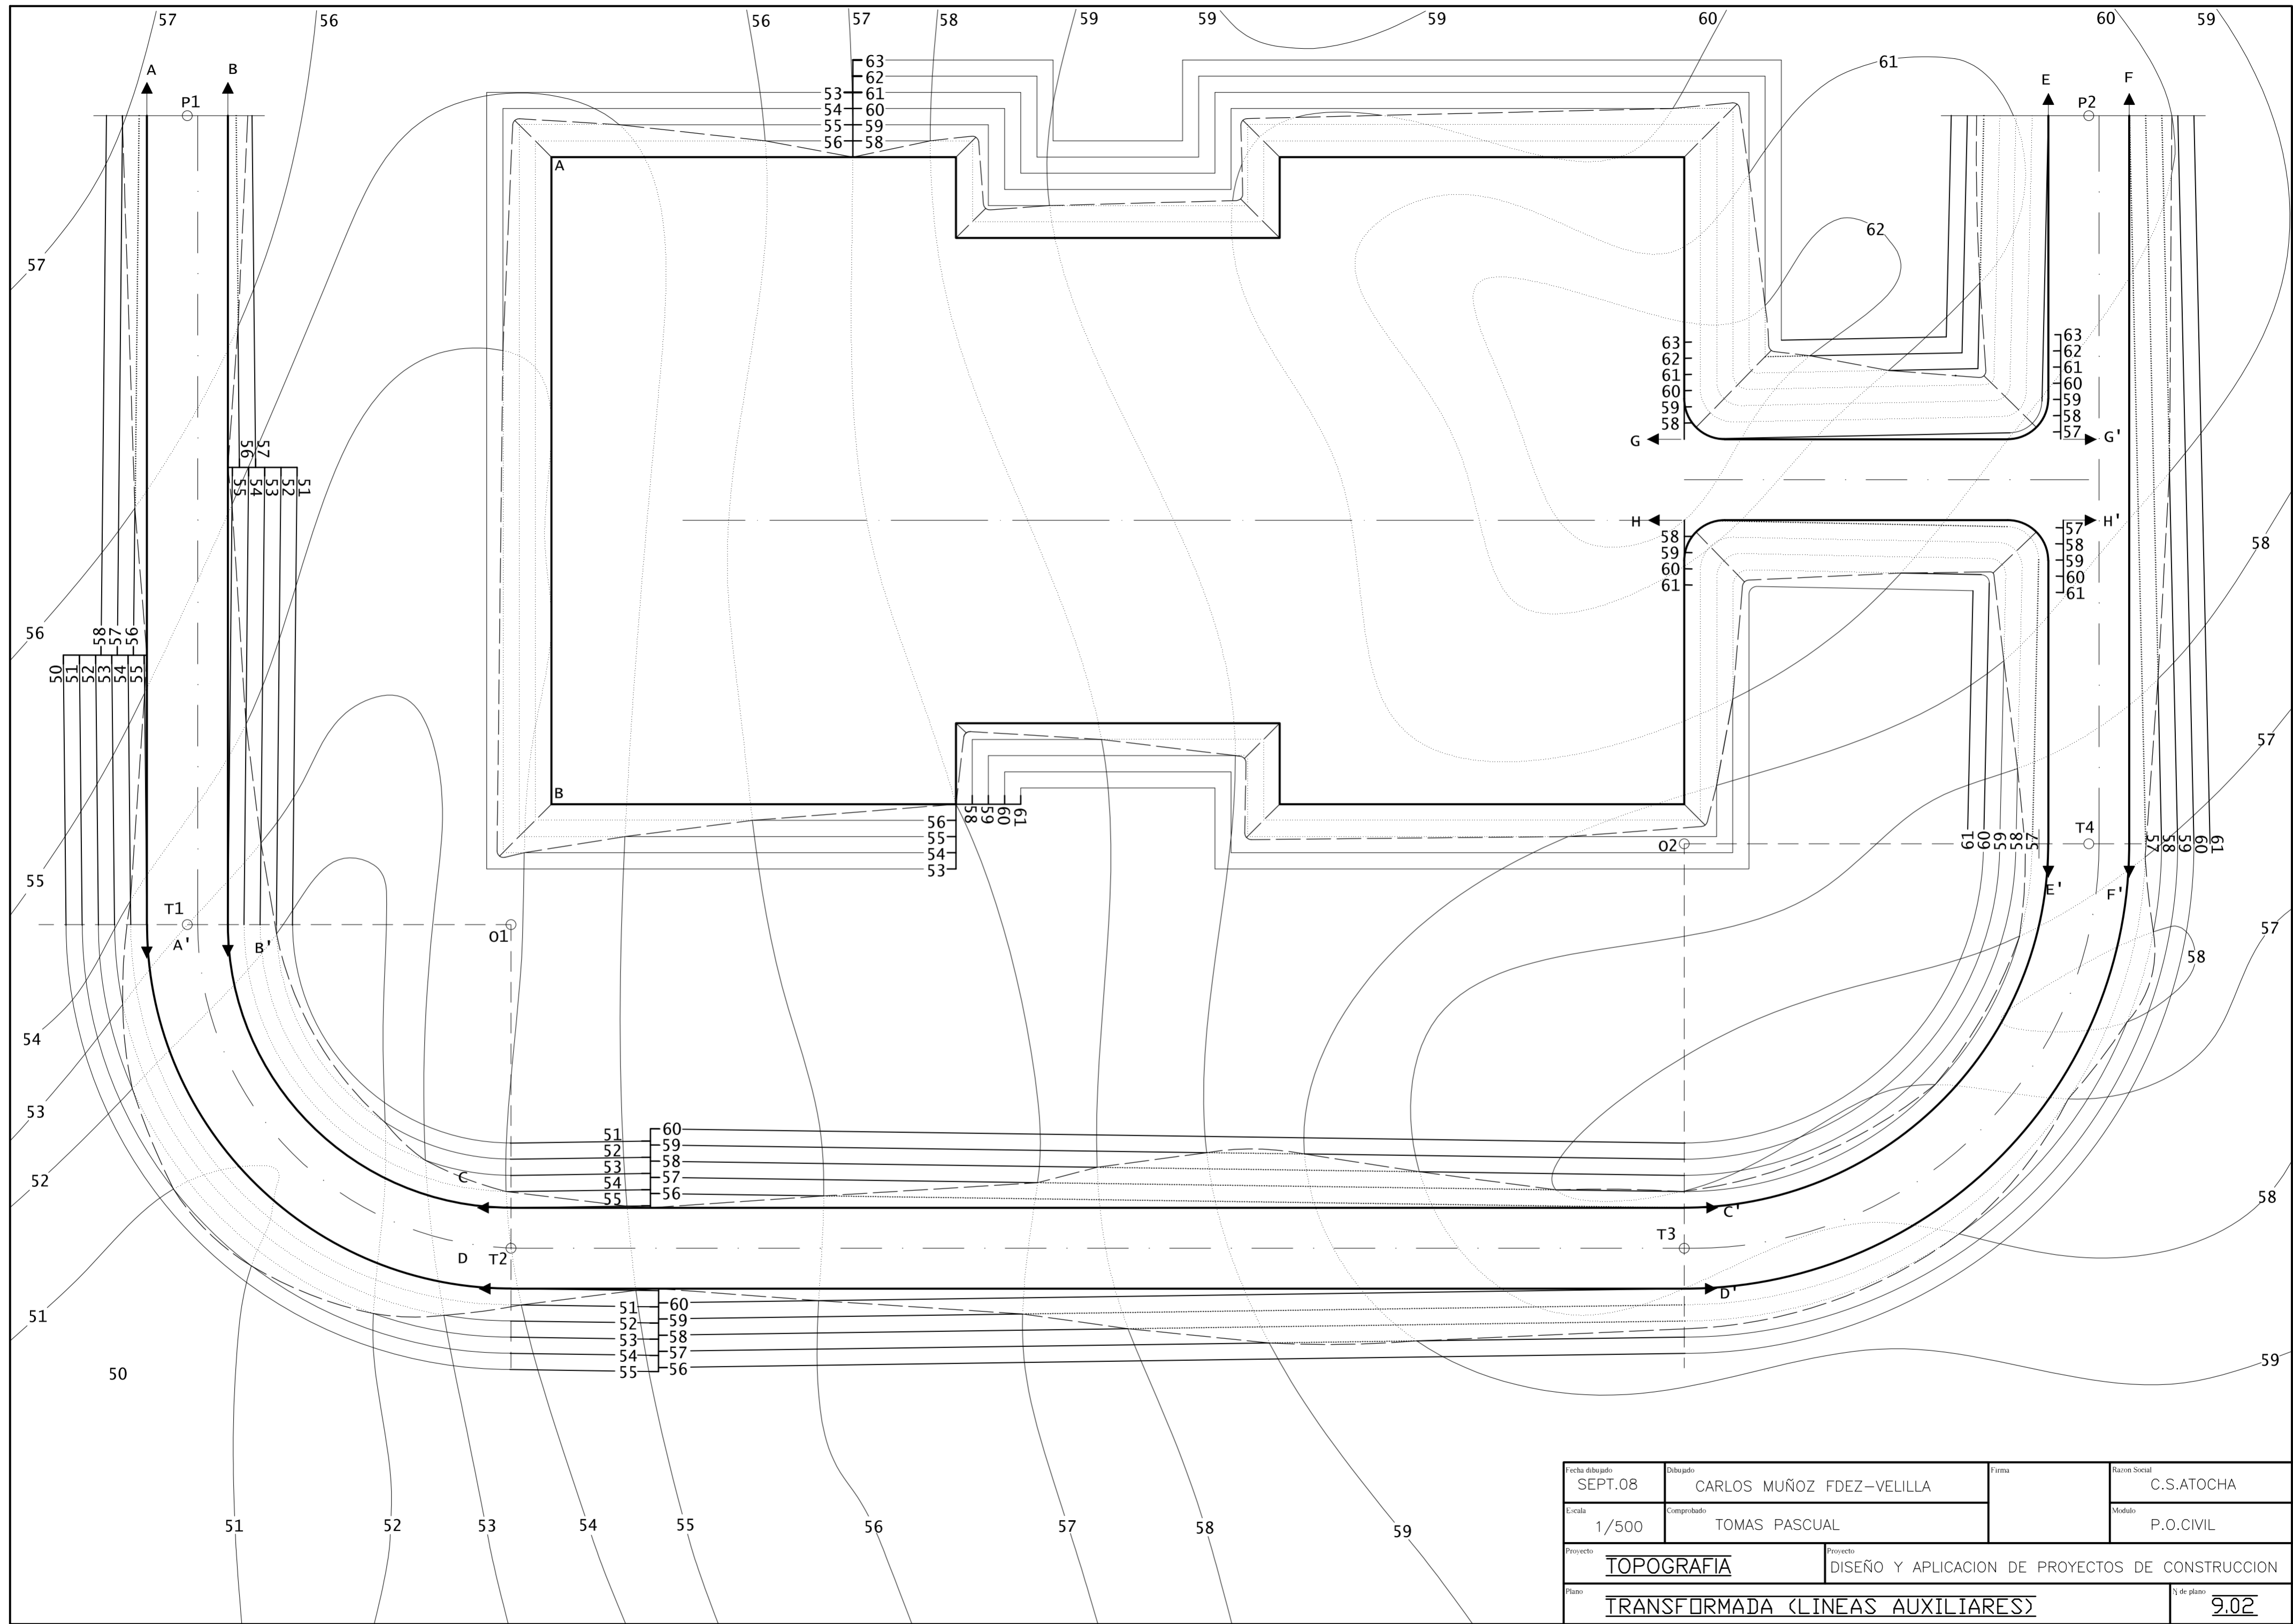 57
56
56
57
58
59
59
59
60
60
59
A
B
P1
63
62
53
61
54
60
55
59
56
58
61
E
F
P2
A
57
62
63
62
61
60
59
58
G
63
62
61
60
59
58
57
G'
56
57
55
54
53
52
51
H
58
59
60
61
57
58
59
60
61
H'
58
56
58
57
56
50
51
52
53
54
55
57
B
56
55
54
53
58
59
60
61
O2
61
60
59
58
57
T4
57
58
59
60
61
E'
F'
55
T1
A'
B'
O1
57
58
54
53
52
51
52
53
54
55
60
59
58
57
56
C
C'
58
D
T2
T3
D'
51
51
52
53
54
55
60
59
58
57
56
50
59
51
52
53
54
55
56
57
58
59
Fecha dibujado
SEPT.08
Dibujado
CARLOS MUÑOZ FDEZ-VELILLA
Firma
Razon Social
C.S.ATOCHA
Escala
1/500
Comprobado
TOMAS PASCUAL
Modulo
P.O.CIVIL
Proyecto
TOPOGRAFIA
Proyecto
DISEÑO Y APLICACION DE PROYECTOS DE CONSTRUCCION
Plano
TRANSFORMADA (LINEAS AUXILIARES)
Nº de plano
9.02